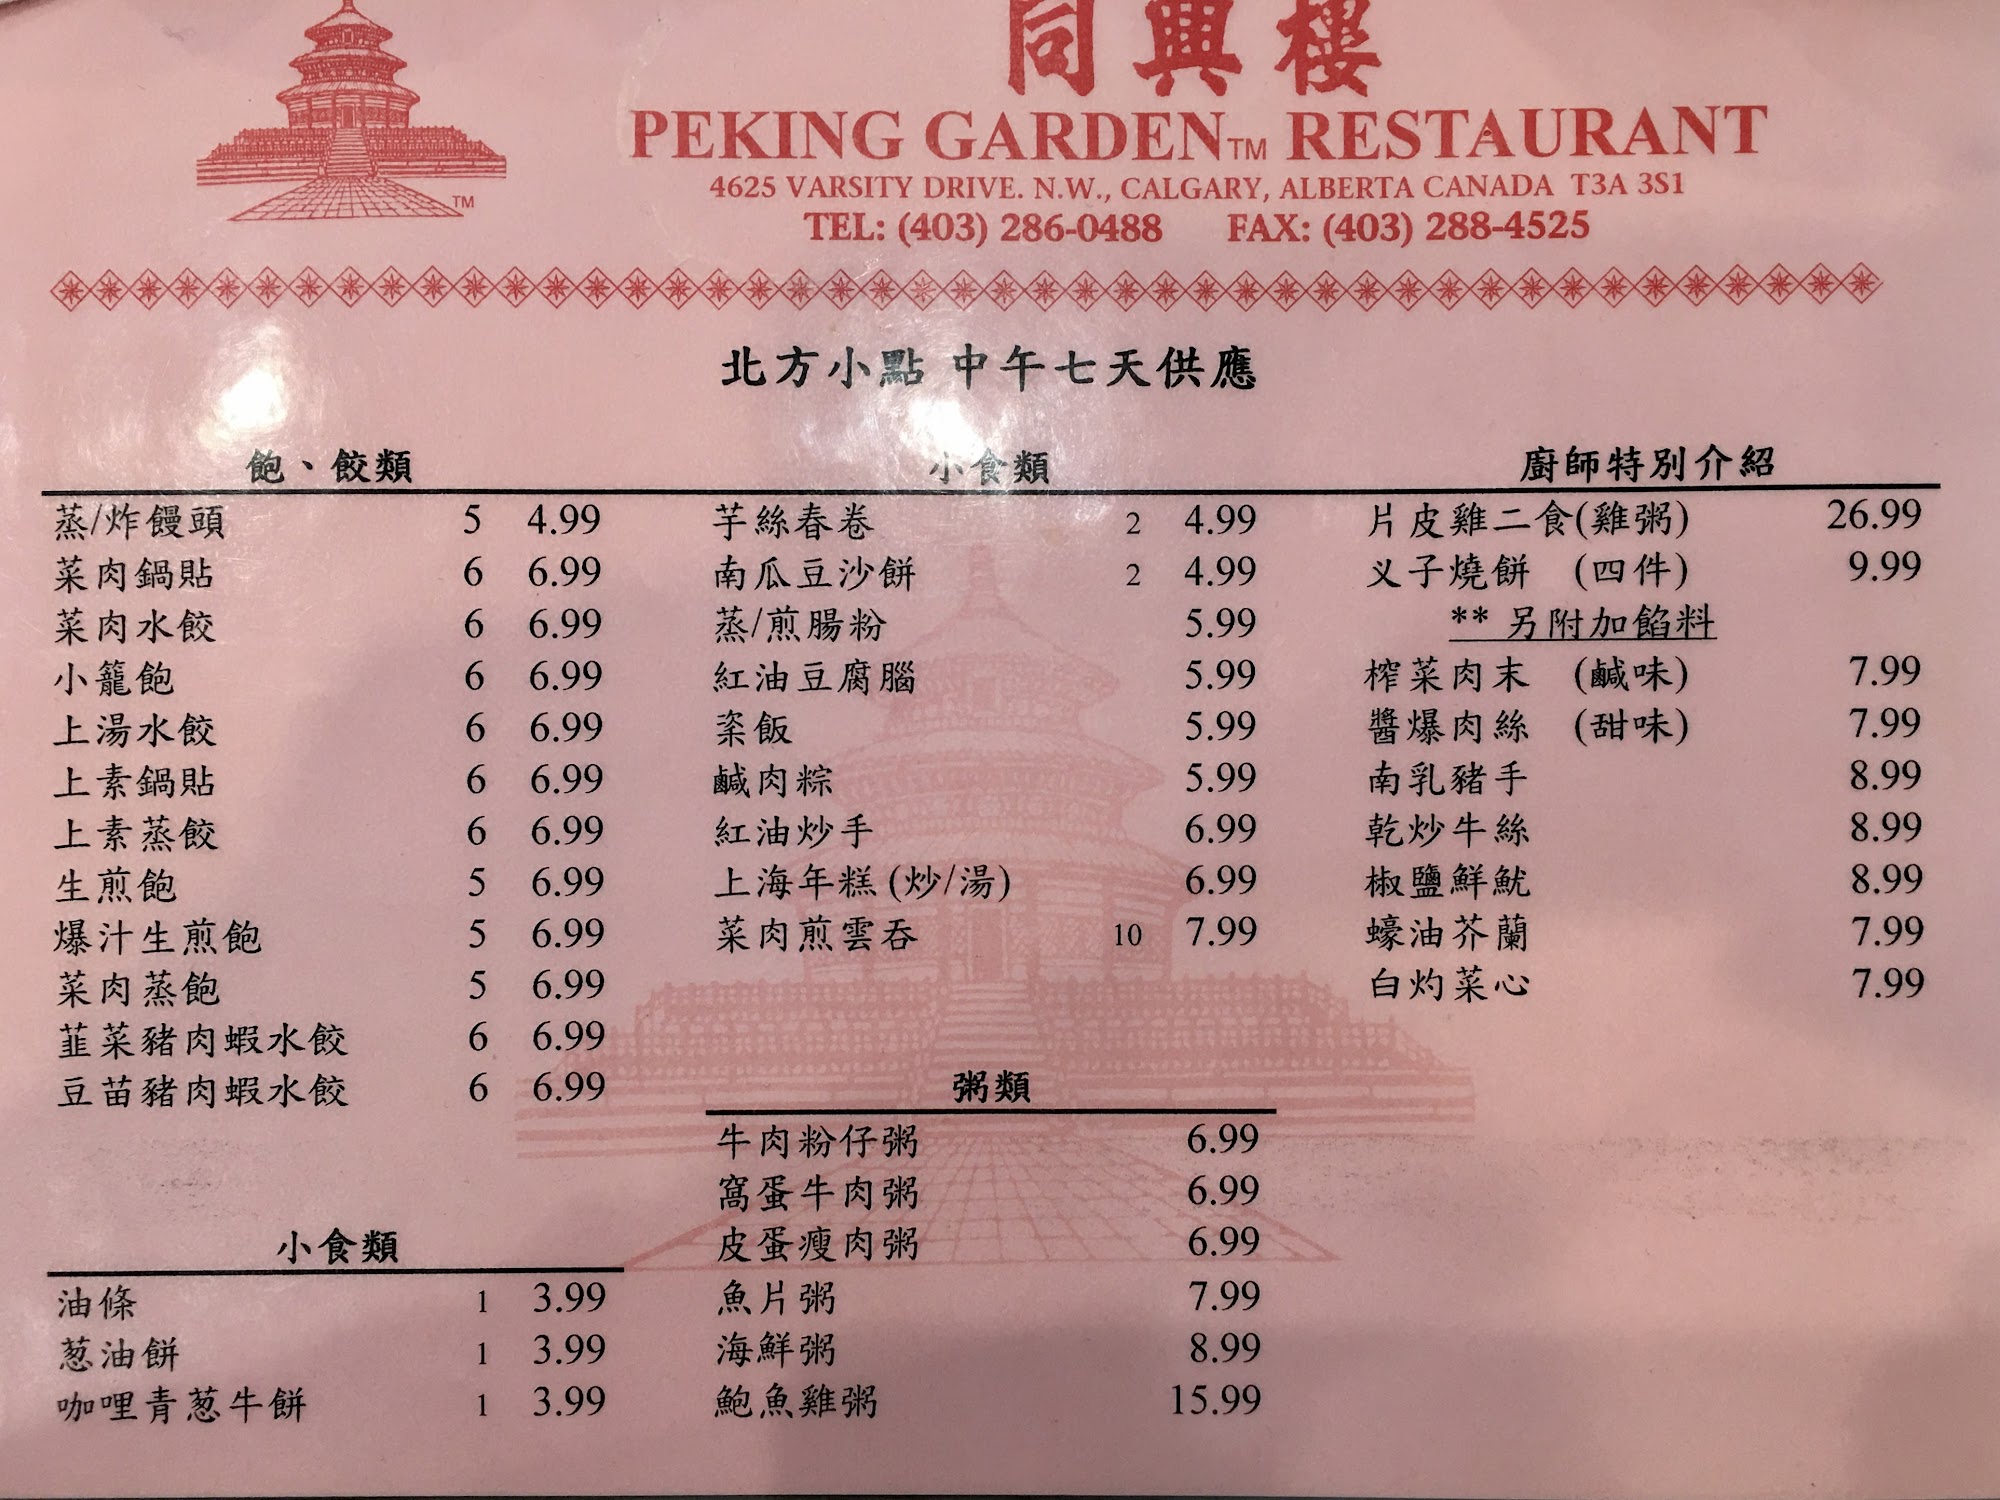 同興樓
PEKING GARDEN™ RESTAURANT
4625 VARSITY DRIVE. N.W., CALGARY, ALBERTA CANADA T3A 3S1
TEL: (403) 286-0488 FAX: (403) 288-4525
TM
北方小點 中午七天供應
飽、餃類
蒸/炸饅頭 5 4.99
菜肉鍋貼 6 6.99
菜肉水餃 6 6.99
小籠飽 6 6.99
上湯水餃 6 6.99
上素鍋貼 6 6.99
上素蒸餃 6 6.99
生煎飽 5 6.99
爆汁生煎飽 5 6.99
菜肉蒸飽 5 6.99
韮菜豬肉蝦水餃 6 6.99
豆苗豬肉蝦水餃 6 6.99
小食類
油條 1 3.99
葱油餅 1 3.99
咖哩青葱牛餅 1 3.99
小食類
芋絲春卷 2 4.99
南瓜豆沙餅 2 4.99
蒸/煎腸粉 5.99
紅油豆腐腦 5.99
粢飯 5.99
鹹肉粽 5.99
紅油炒手 6.99
上海年糕(炒/湯) 6.99
菜肉煎雲吞 10 7.99
粥類
牛肉粉仔粥 6.99
窩蛋牛肉粥 6.99
皮蛋瘦肉粥 6.99
魚片粥 7.99
海鮮粥 8.99
鮑魚雞粥 15.99
廚師特別介紹
片皮雞二食(雞粥) 26.99
义子燒餅 (四件) 9.99
** 另附加餡料
榨菜肉末 (鹹味) 7.99
醬爆肉絲 (甜味) 7.99
南乳豬手 8.99
乾炒牛絲 8.99
椒鹽鮮魷 8.99
蠔油芥蘭 7.99
白灼菜心 7.99